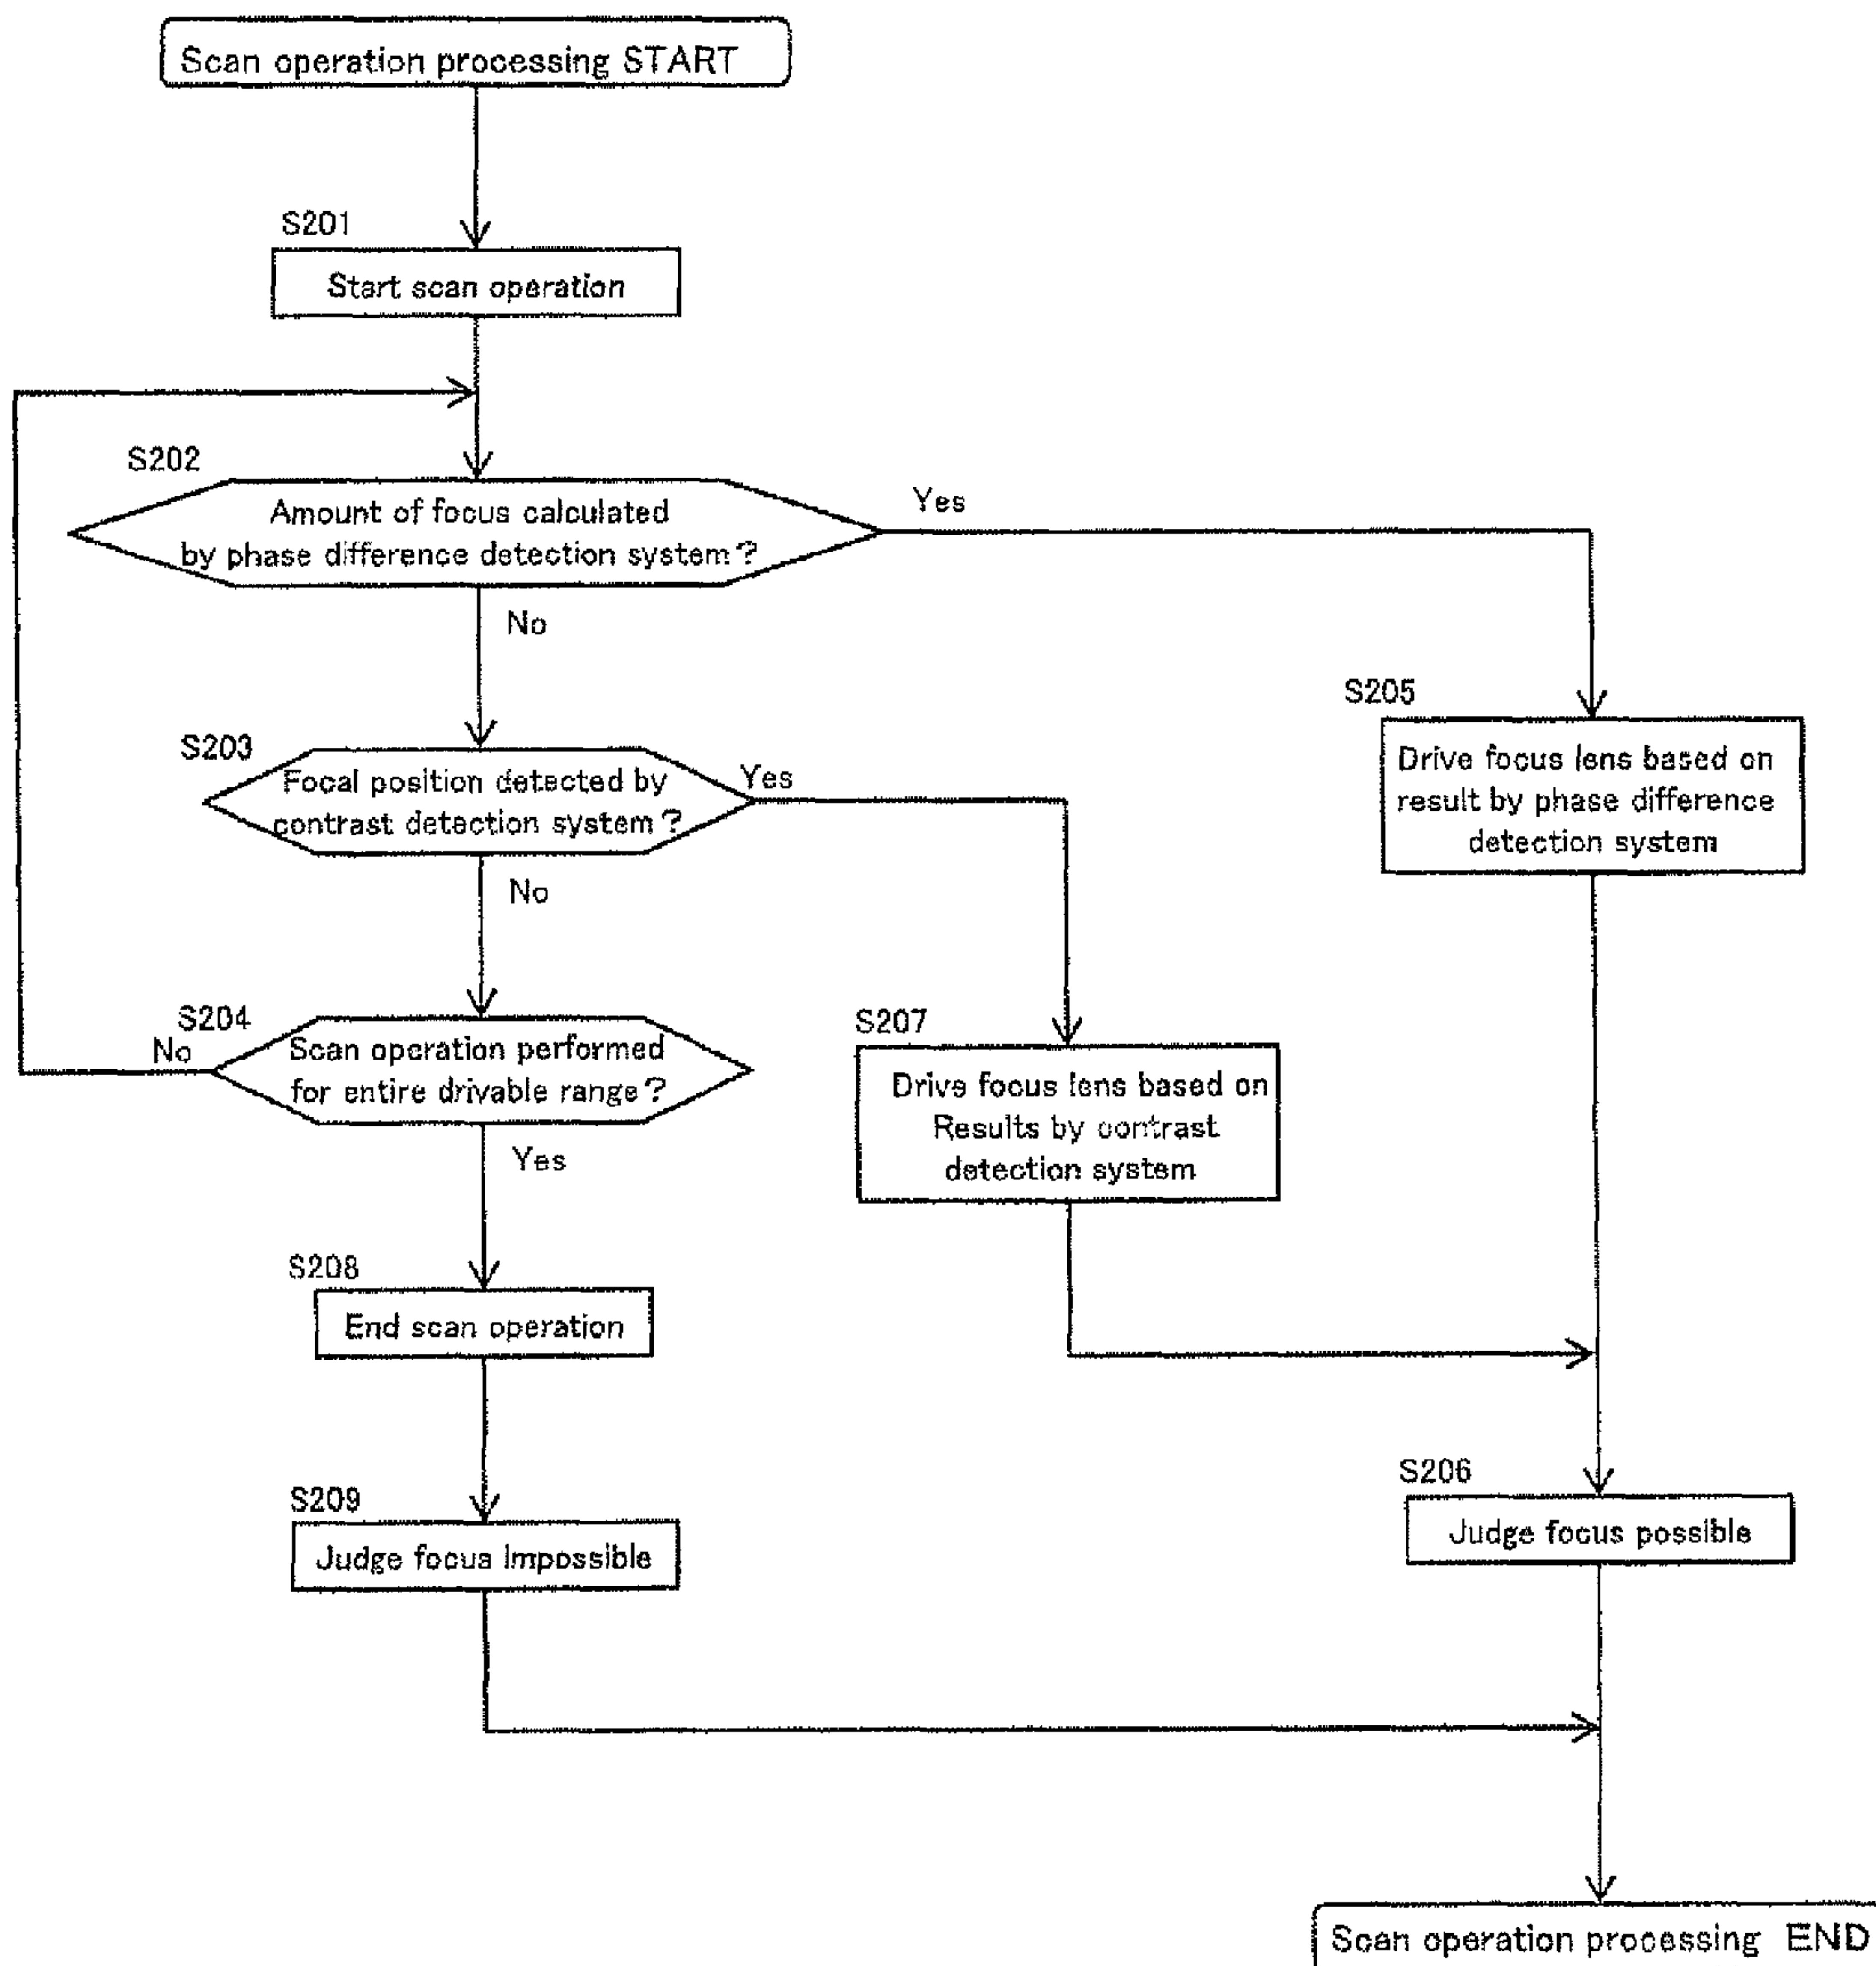 Scan operation processing START
S201
Start scan operation
S202
Amount of focus calculated
by phase difference detection system?
Yes
No
S203
Focal position detected by
contrast detection system?
Yes
No
S205
Drive focus lens based on
result by phase difference
detection system
S204
No
Scan operation performed
for entire drivable range?
Yes
S207
Drive focus lens based on
Results by contrast
detection system
S208
End scan operation
S209
Judge focus Impossible
S206
Judge focus possible
Scan operation processing END